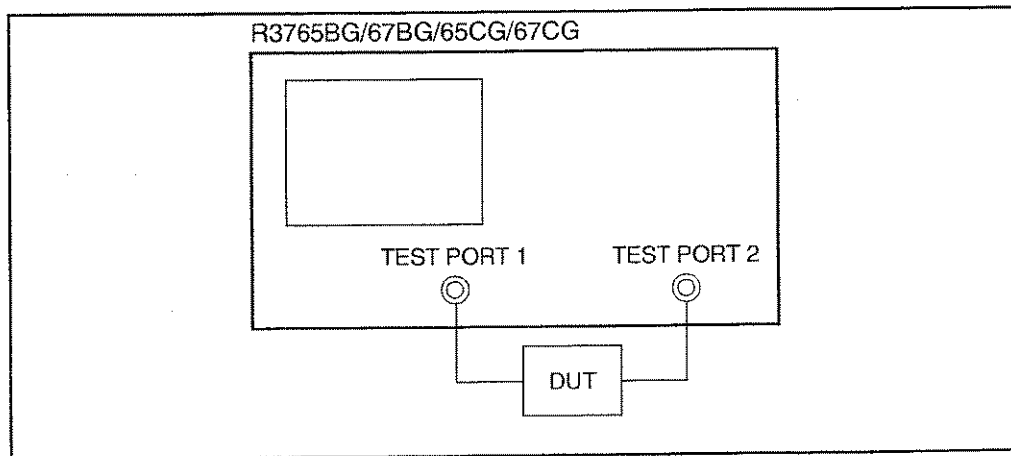 R3765BG/67BG/65CG/67CG
TEST PORT 1
TEST PORT 2
DUT